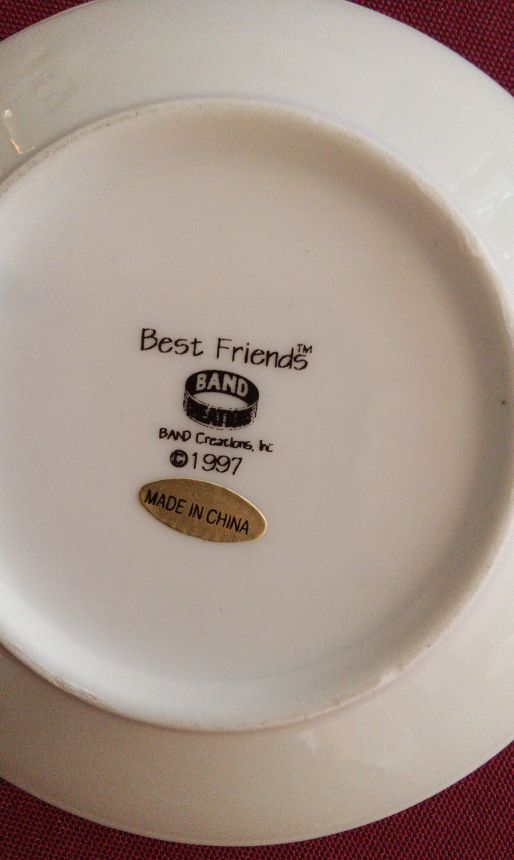 Best Friends™
BAND
BAND Creations, Inc
©1997
MADE IN CHINA